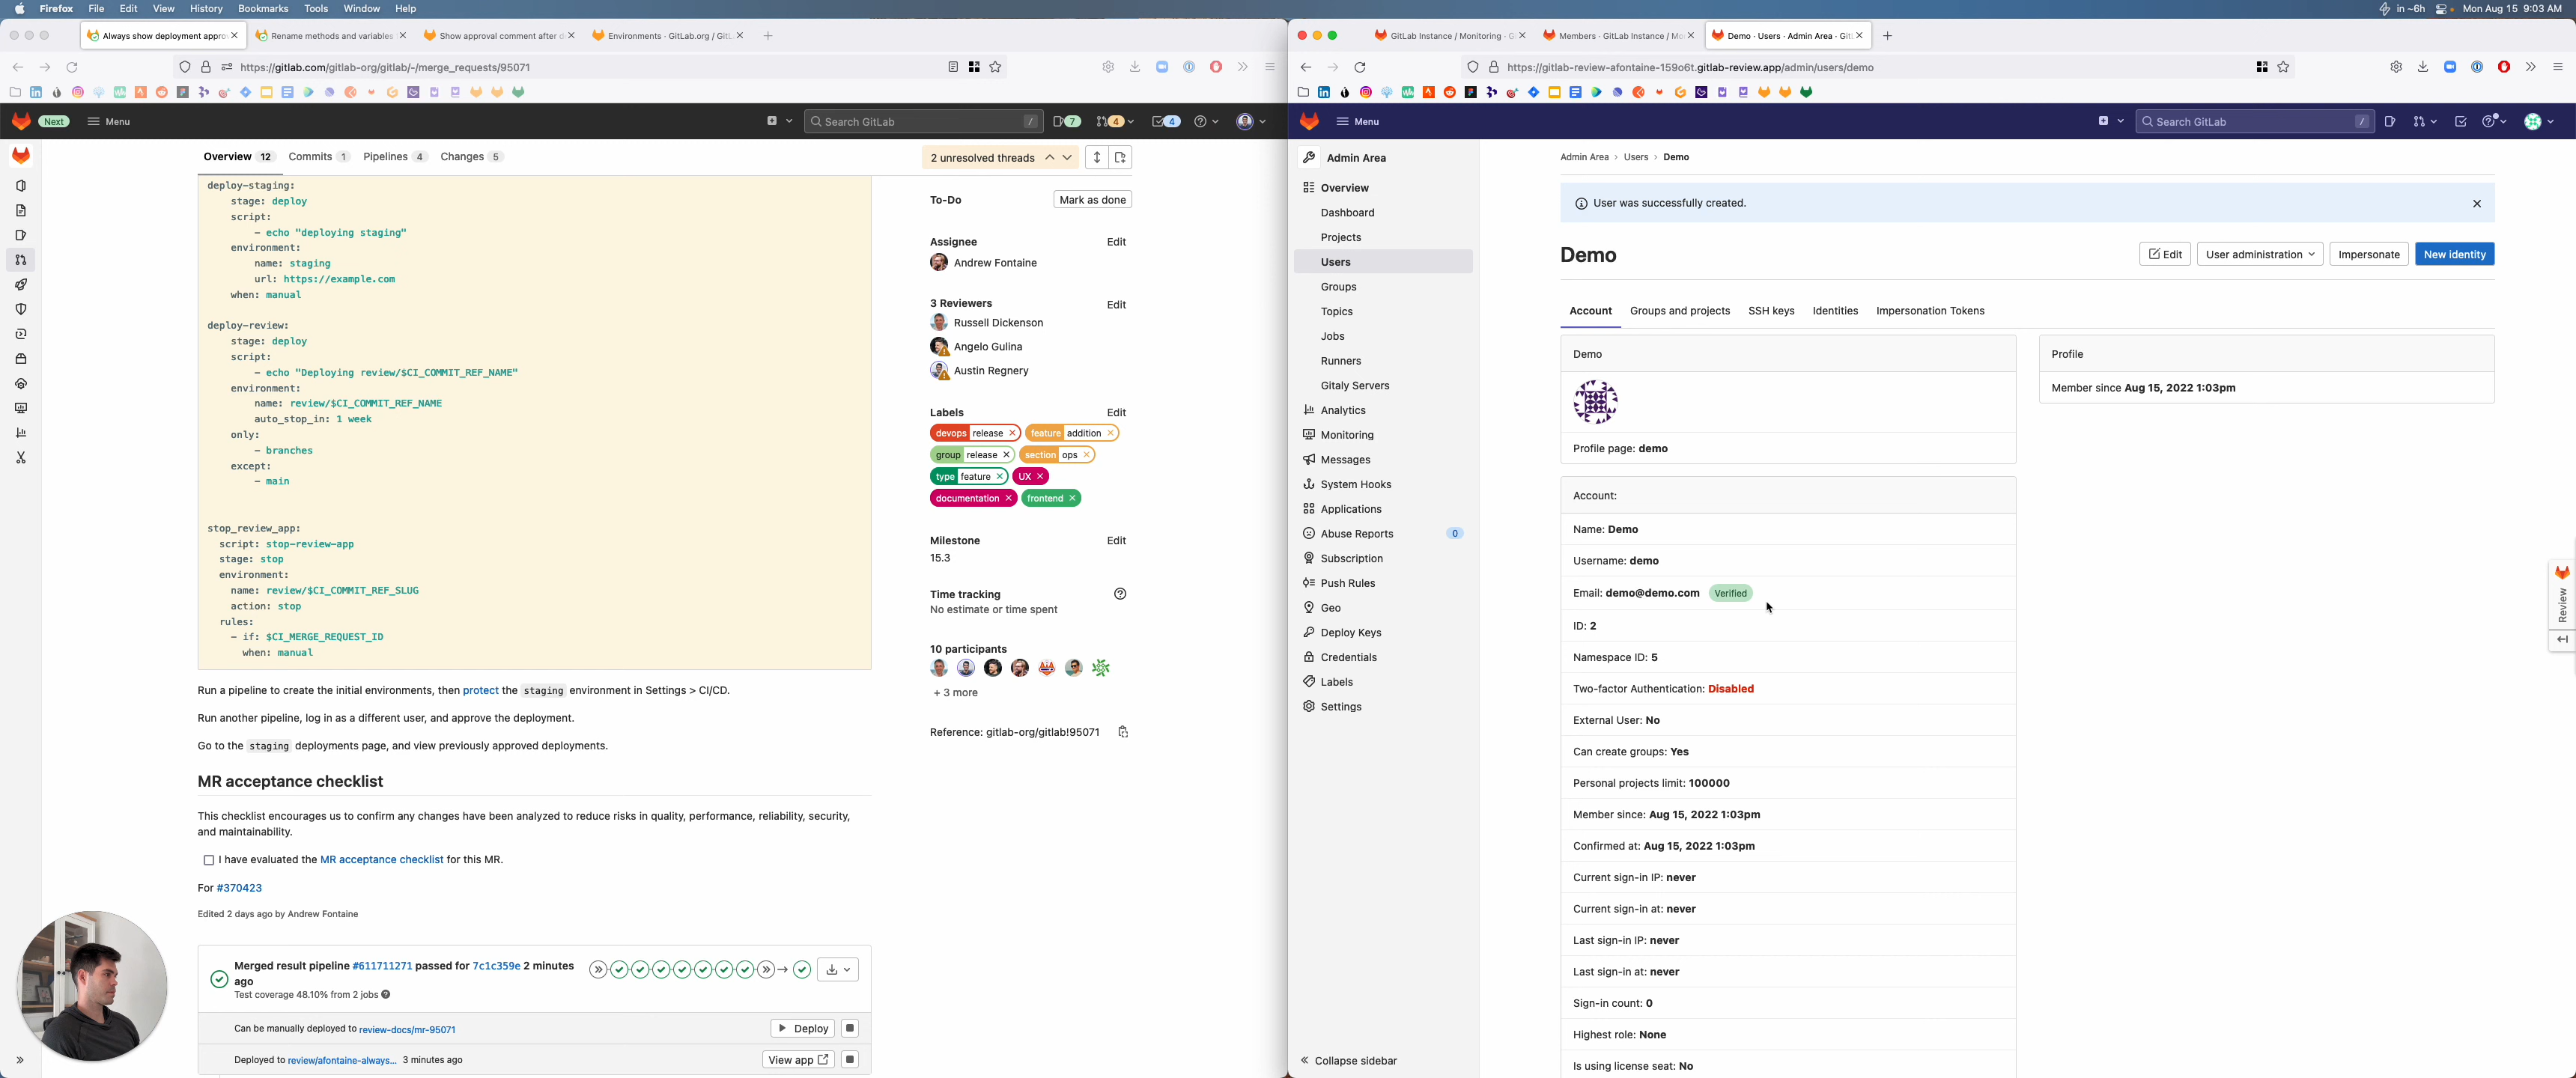 Firefox File Edit View History Bookmarks Tools Window Help
in ~6h Mon Aug 15 9:03 AM
Always show deployment appro
Rename methods and variables
Show approval comment after d
Environments · GitLab.org / GitL
https://gitlab.com/gitlab-org/gitlab/-/merge_requests/95071
Next Menu Search GitLab / 7 4 4
Overview 12 Commits 1 Pipelines 4 Changes 5
2 unresolved threads
deploy-staging:
stage: deploy
script:
- echo "deploying staging"
environment:
name: staging
url: https://example.com
when: manual
deploy-review:
stage: deploy
script:
- echo "Deploying review/$CI_COMMIT_REF_NAME"
environment:
name: review/$CI_COMMIT_REF_NAME
auto_stop_in: 1 week
only:
- branches
except:
- main
stop_review_app:
script: stop-review-app
stage: stop
environment:
name: review/$CI_COMMIT_REF_SLUG
action: stop
rules:
- if: $CI_MERGE_REQUEST_ID
when: manual
Run a pipeline to create the initial environments, then protect the staging environment in Settings > CI/CD.
Run another pipeline, log in as a different user, and approve the deployment.
Go to the staging deployments page, and view previously approved deployments.
MR acceptance checklist
This checklist encourages us to confirm any changes have been analyzed to reduce risks in quality, performance, reliability, security,
and maintainability.
I have evaluated the MR acceptance checklist for this MR.
For #370423
Edited 2 days ago by Andrew Fontaine
Merged result pipeline #611711271 passed for 7c1c359e 2 minutes
ago
Test coverage 48.10% from 2 jobs
Can be manually deployed to review-docs/mr-95071 Deploy
Deployed to review/afontaine-always... 3 minutes ago View app
To-Do Mark as done
Assignee Edit
Andrew Fontaine
3 Reviewers Edit
Russell Dickenson
Angelo Gulina
Austin Regnery
Labels Edit
devops release feature addition
group release section ops
type feature UX
documentation frontend
Milestone Edit
15.3
Time tracking
No estimate or time spent
10 participants
+ 3 more
Reference: gitlab-org/gitlab!95071
GitLab Instance / Monitoring · G
Members · GitLab Instance / Mo
Demo · Users · Admin Area · GitL
https://gitlab-review-afontaine-159o6t.gitlab-review.app/admin/users/demo
Menu Search GitLab /
Admin Area
Overview
Dashboard
Projects
Users
Groups
Topics
Jobs
Runners
Gitaly Servers
Analytics
Monitoring
Messages
System Hooks
Applications
Abuse Reports 0
Subscription
Push Rules
Geo
Deploy Keys
Credentials
Labels
Settings
Collapse sidebar
Admin Area › Users › Demo
User was successfully created.
Demo
Edit User administration Impersonate New identity
Account Groups and projects SSH keys Identities Impersonation Tokens
Demo
Profile page: demo
Profile
Member since Aug 15, 2022 1:03pm
Account:
Name: Demo
Username: demo
Email: demo@demo.com Verified
ID: 2
Namespace ID: 5
Two-factor Authentication: Disabled
External User: No
Can create groups: Yes
Personal projects limit: 100000
Member since: Aug 15, 2022 1:03pm
Confirmed at: Aug 15, 2022 1:03pm
Current sign-in IP: never
Current sign-in at: never
Last sign-in IP: never
Last sign-in at: never
Sign-in count: 0
Highest role: None
Is using license seat: No
Review